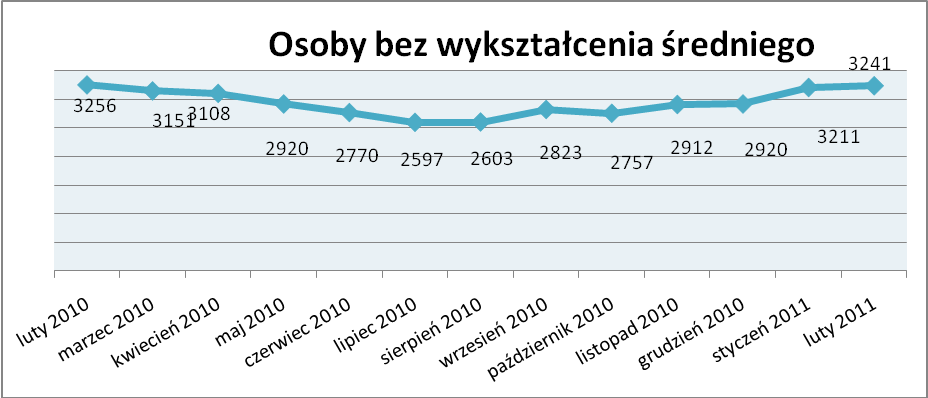 Osoby bez wykształcenia średniego
3256
3151
3108
2920
2770
2597
2603
2823
2757
2912
2920
3211
3241
luty 2010
marzec 2010
kwiecień 2010
maj 2010
czerwiec 2010
lipiec 2010
sierpień 2010
wrzesień 2010
październik 2010
listopad 2010
grudzień 2010
styczeń 2011
luty 2011